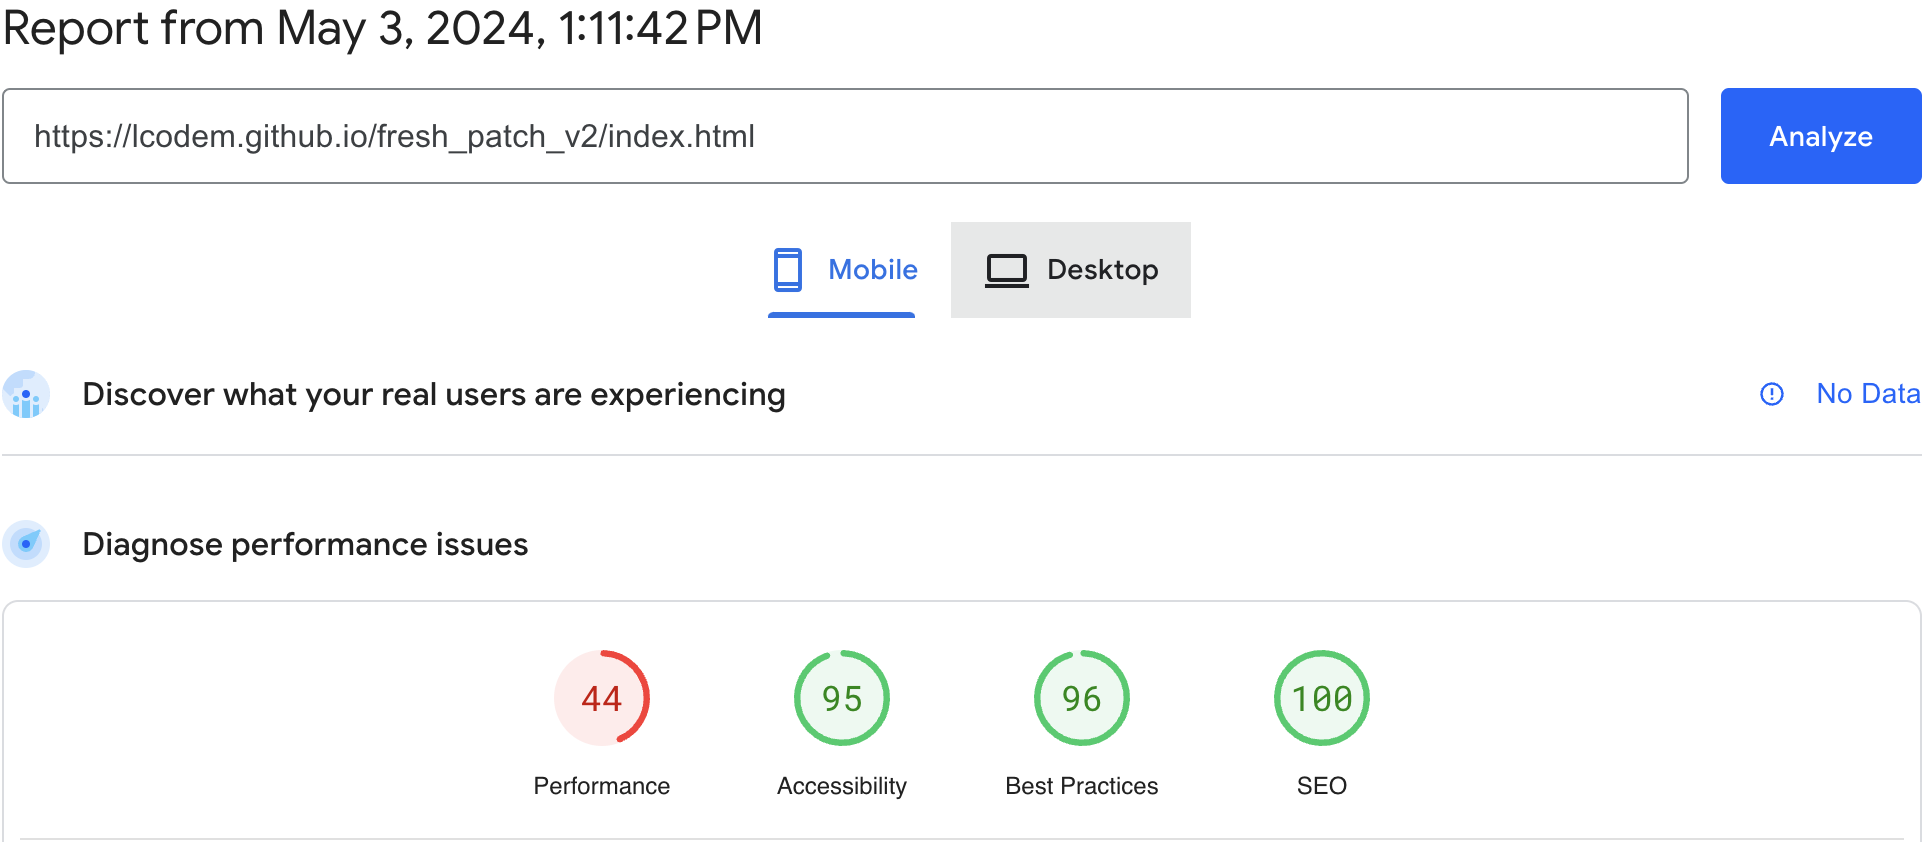 Report from May 3, 2024, 1:11:42 PM
https://lcodem.github.io/fresh_patch_v2/index.html
Analyze
Mobile
Desktop
Discover what your real users are experiencing
No Data
Diagnose performance issues
44
95
96
100
Performance
Accessibility
Best Practices
SEO